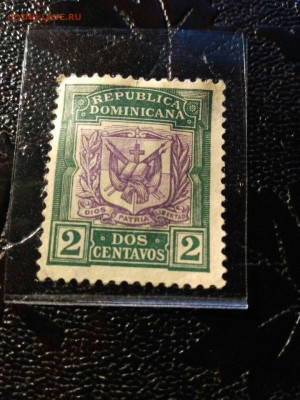 REPUBLICA
DOMINICANA
DIOS PATRIA LIBERTAD
2 DOS 2
CENTAVOS